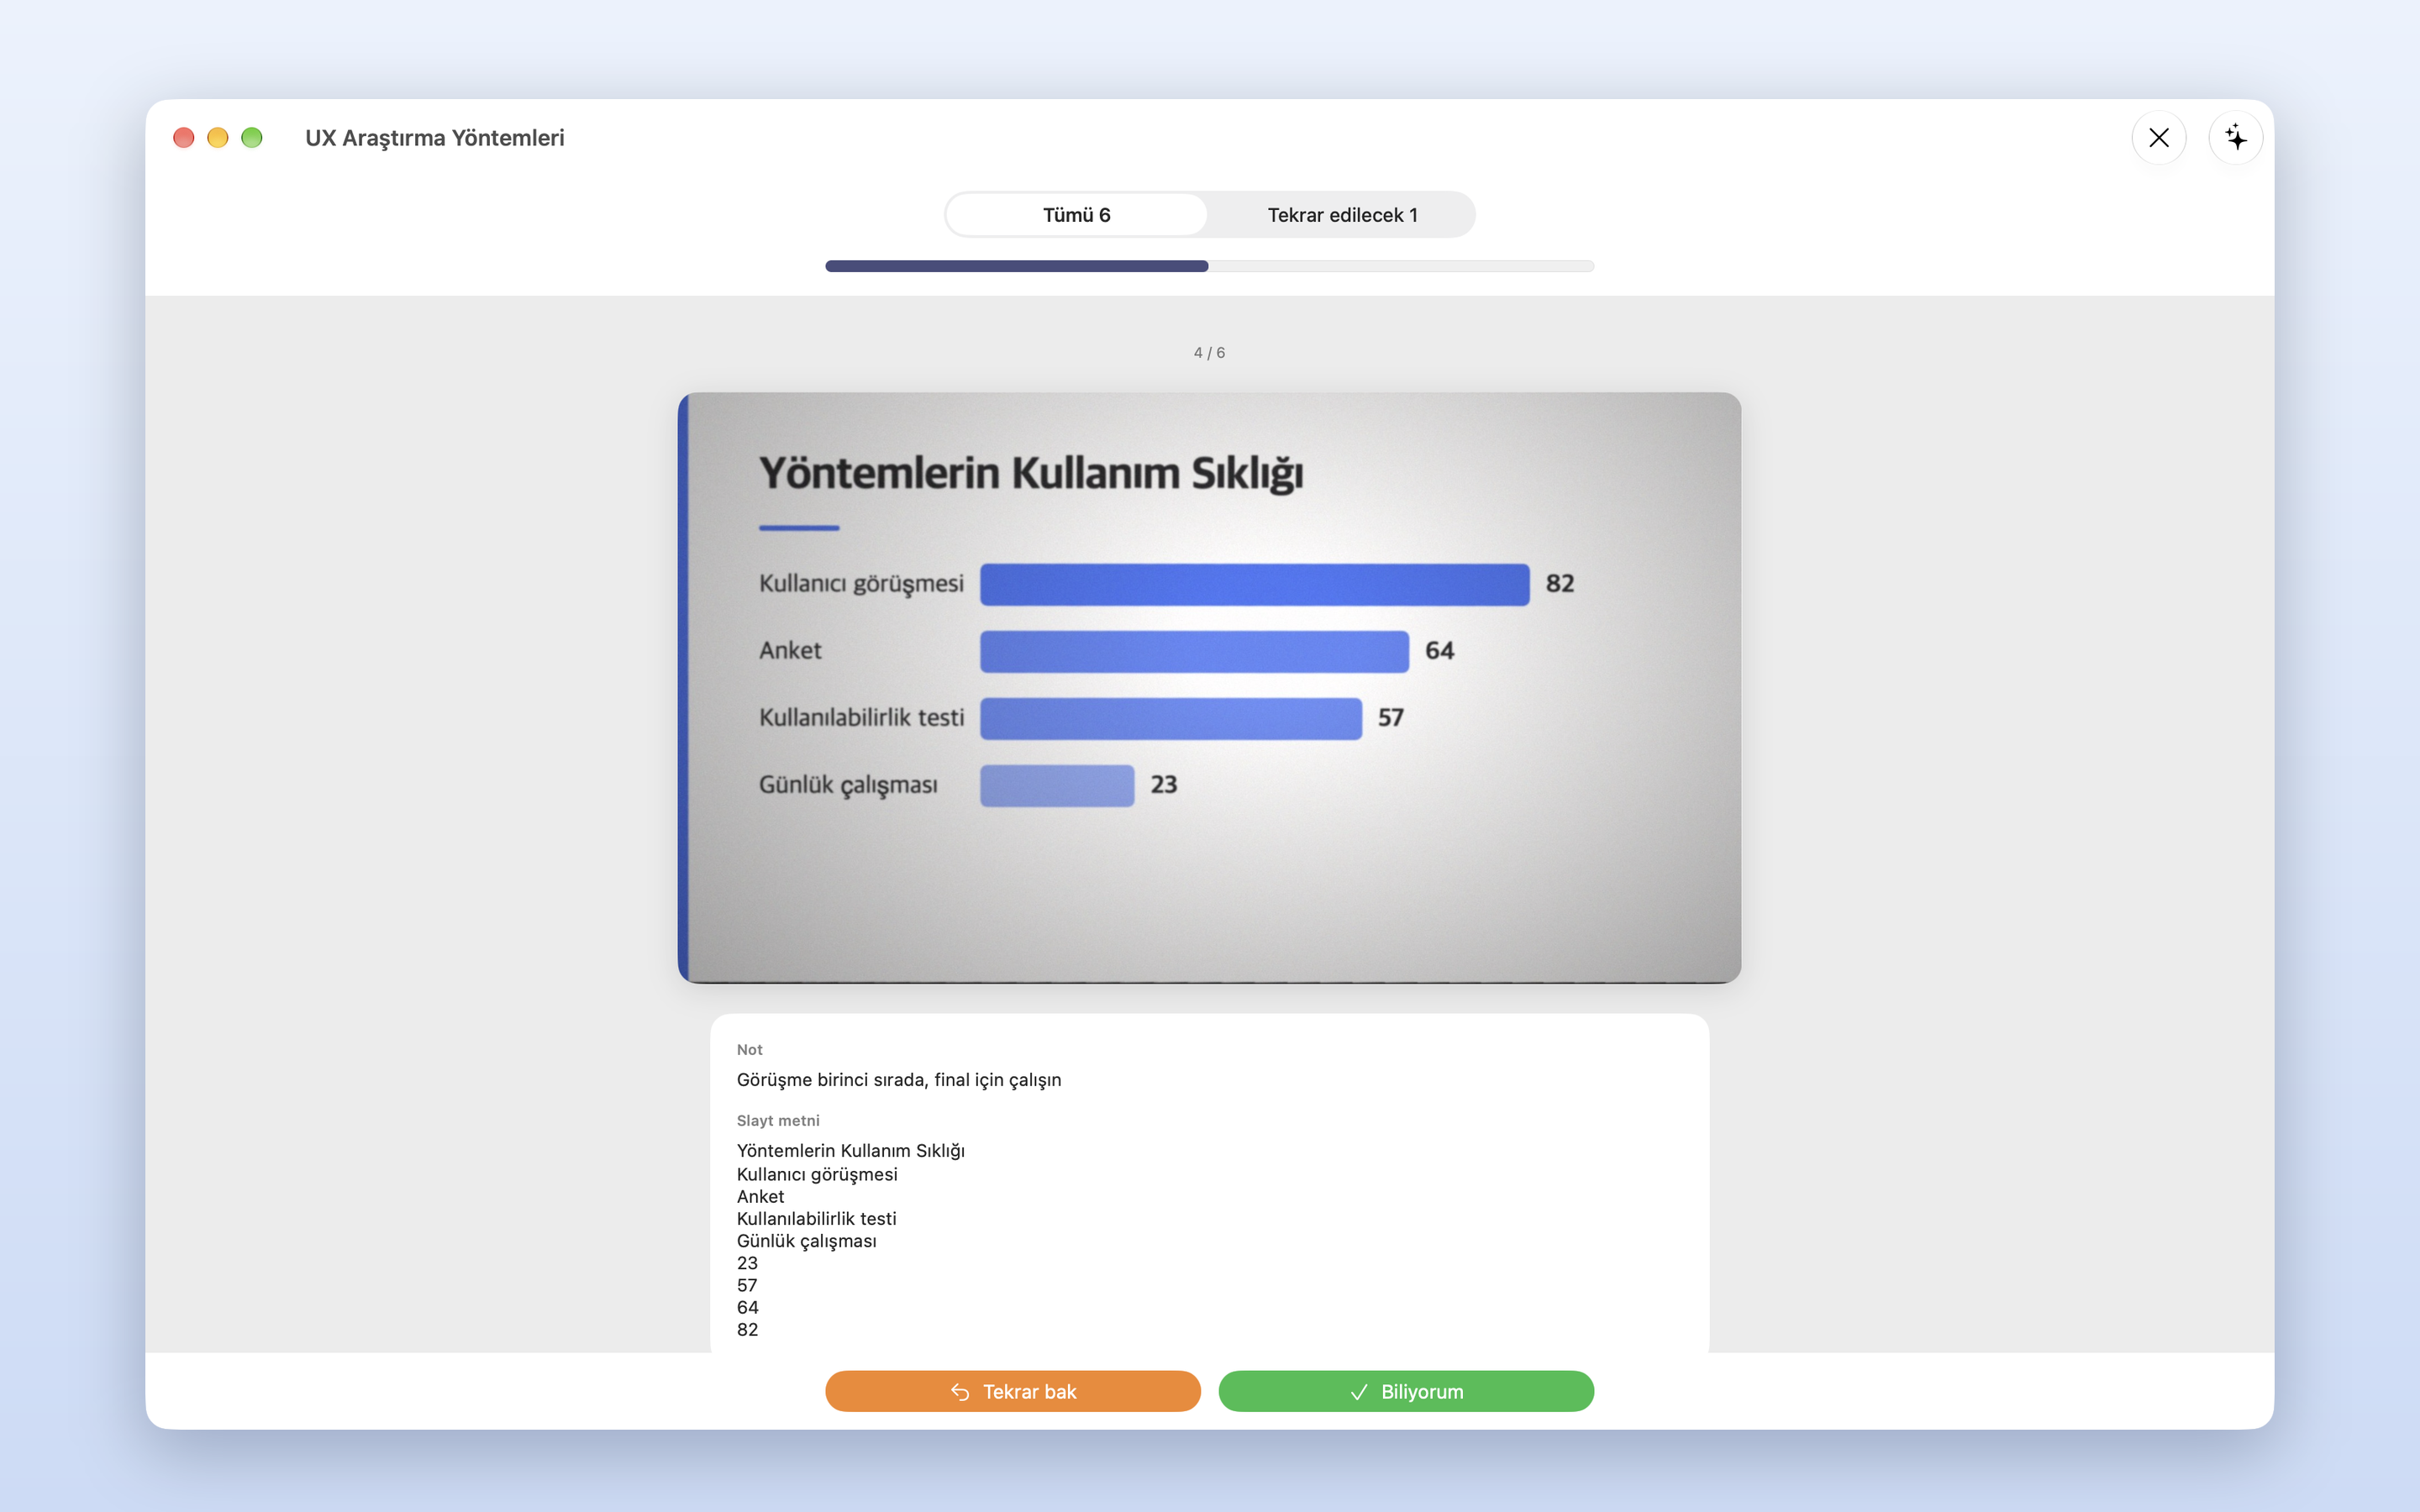 UX Araştırma Yöntemleri
Tümü 6
Tekrar edilecek 1
4 / 6
Yöntemlerin Kullanım Sıklığı
Kullanıcı görüşmesi 82
Anket 64
Kullanılabilirlik testi 57
Günlük çalışması 23
Not
Görüşme birinci sırada, final için çalışın
Slayt metni
Yöntemlerin Kullanım Sıklığı
Kullanıcı görüşmesi
Anket
Kullanılabilirlik testi
Günlük çalışması
23
57
64
82
Tekrar bak
Biliyorum